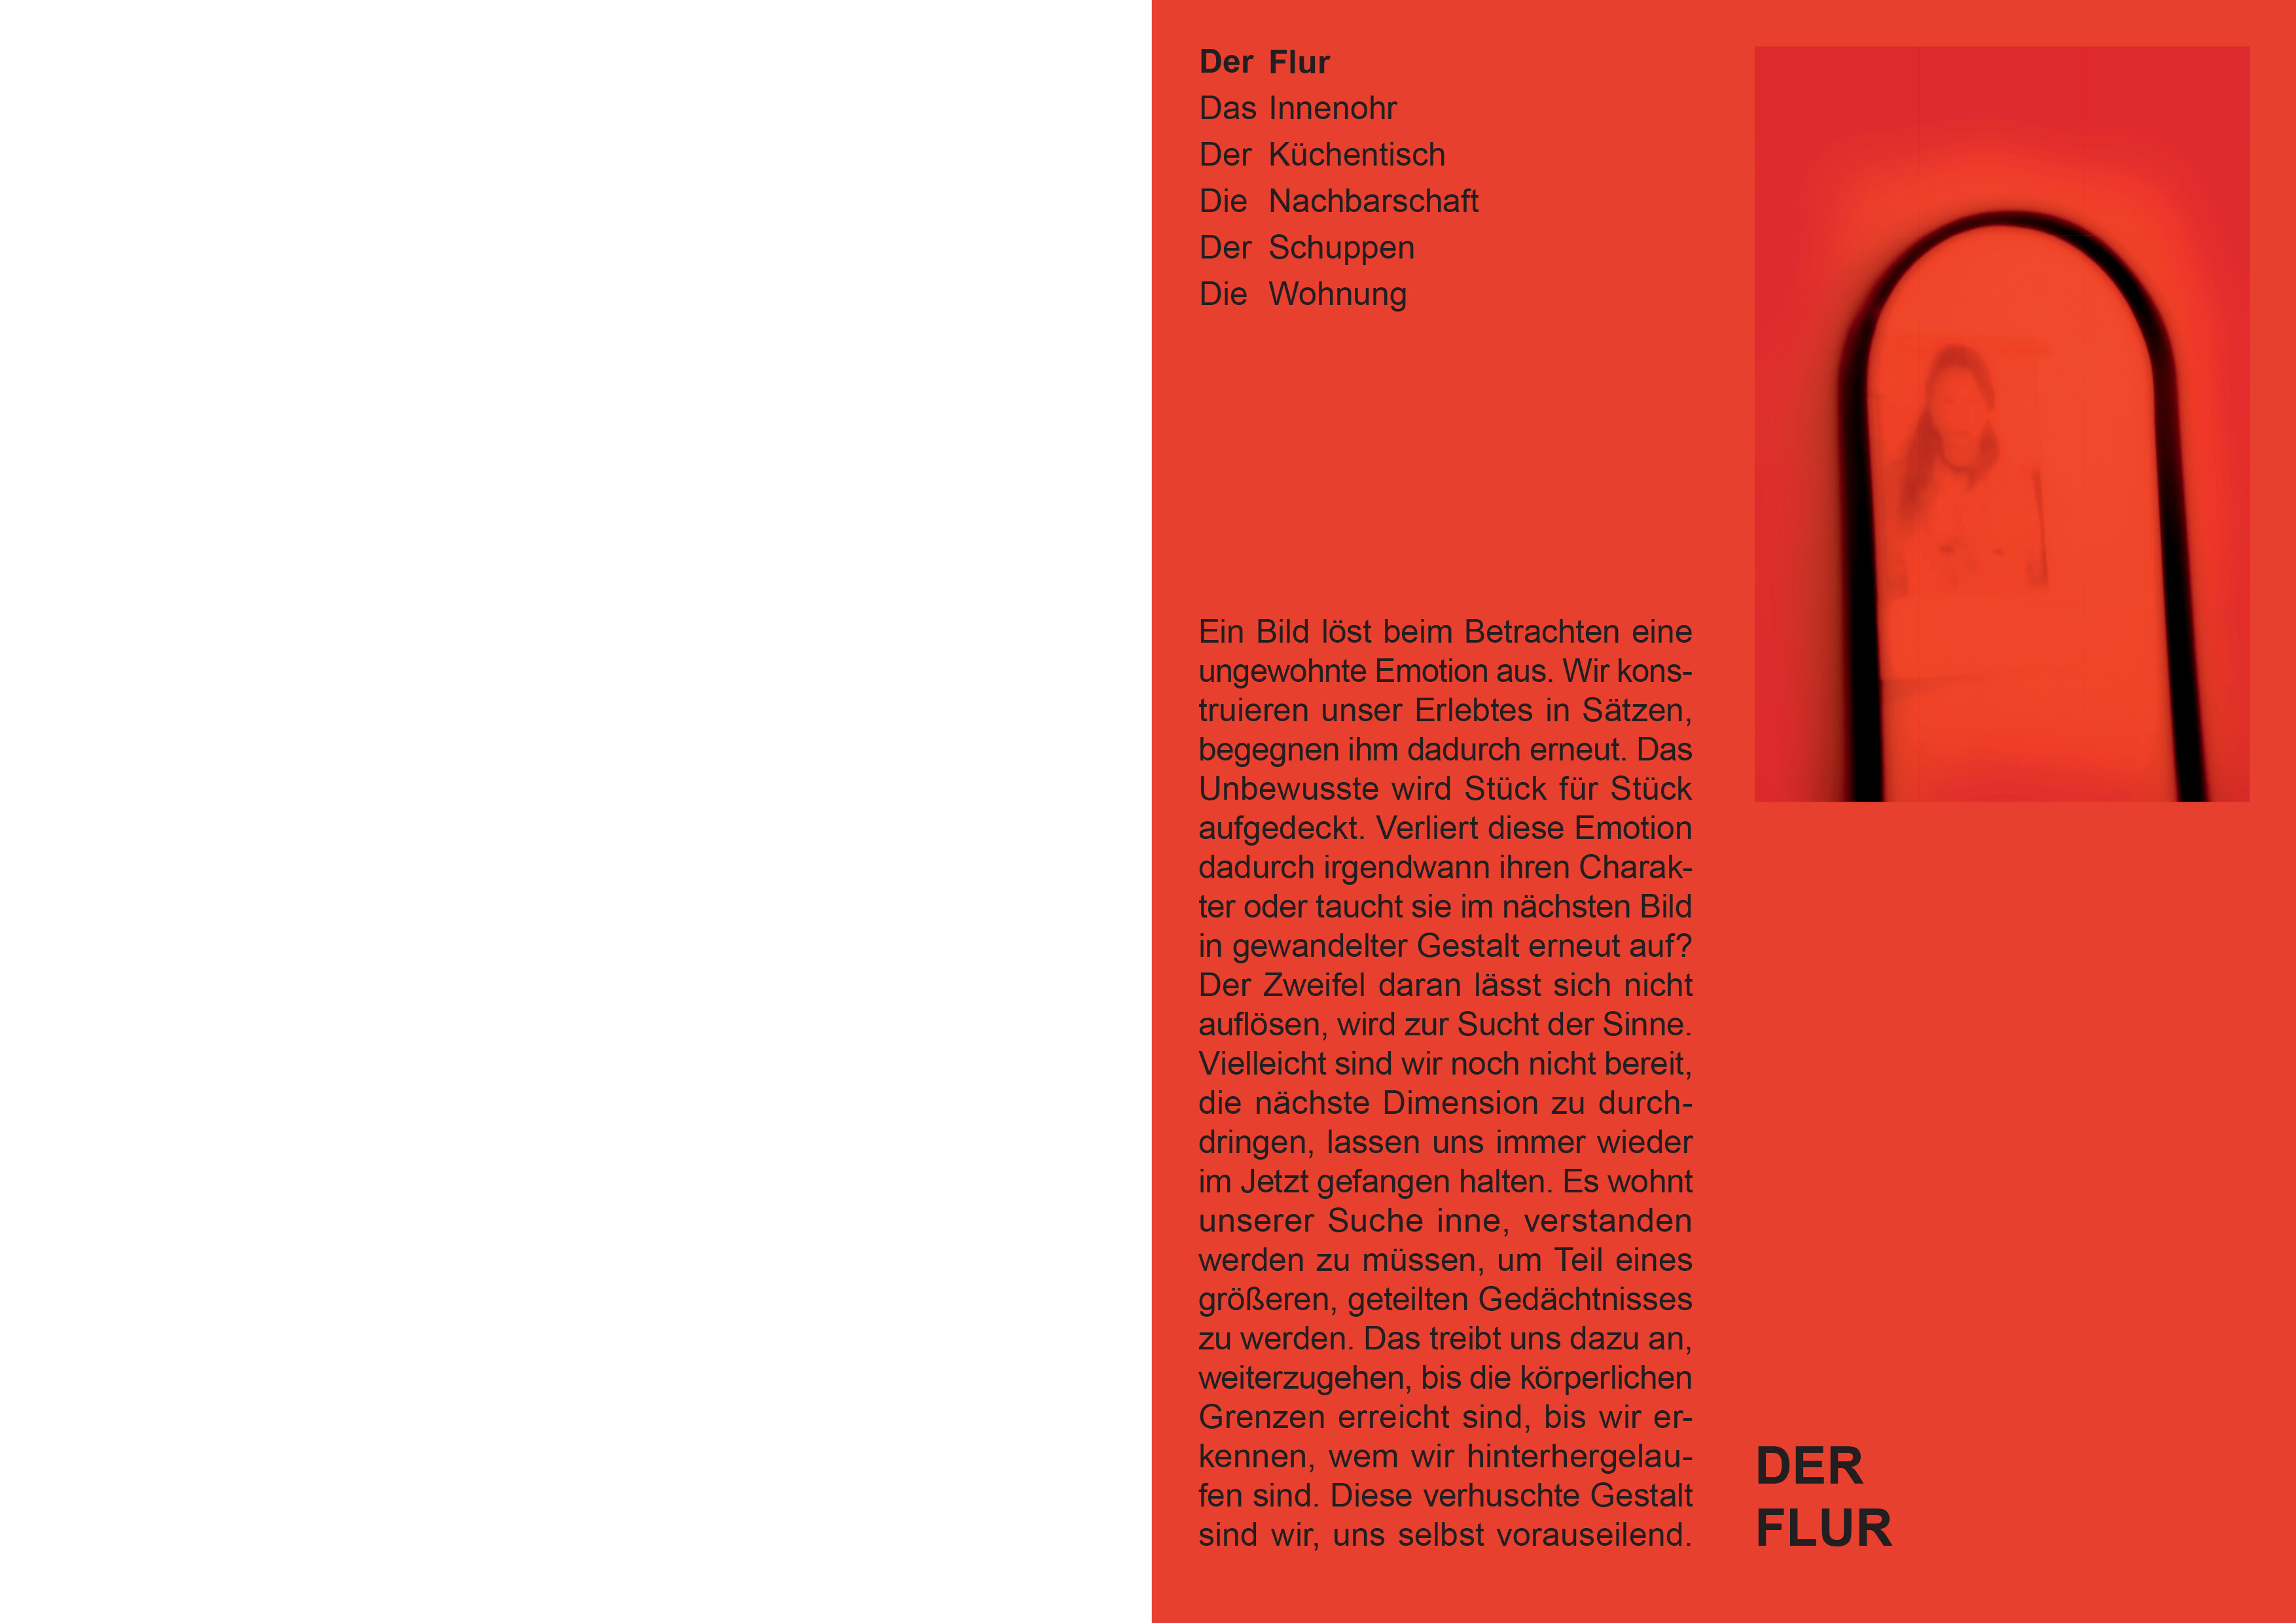 Der Flur
Das Innenohr
Der Küchentisch
Die Nachbarschaft
Der Schuppen
Die Wohnung
Ein Bild löst beim Betrachten eine
ungewohnte Emotion aus. Wir kons-
truieren unser Erlebtes in Sätzen,
begegnen ihm dadurch erneut. Das
Unbewusste wird Stück für Stück
aufgedeckt. Verliert diese Emotion
dadurch irgendwann ihren Charak-
ter oder taucht sie im nächsten Bild
in gewandelter Gestalt erneut auf?
Der Zweifel daran lässt sich nicht
auflösen, wird zur Sucht der Sinne.
Vielleicht sind wir noch nicht bereit,
die nächste Dimension zu durch-
dringen, lassen uns immer wieder
im Jetzt gefangen halten. Es wohnt
unserer Suche inne, verstanden
werden zu müssen, um Teil eines
größeren, geteilten Gedächtnisses
zu werden. Das treibt uns dazu an,
weiterzugehen, bis die körperlichen
Grenzen erreicht sind, bis wir er-
kennen, wem wir hinterhergelau-
fen sind. Diese verhuschte Gestalt
sind wir, uns selbst vorauseilend.
DER
FLUR